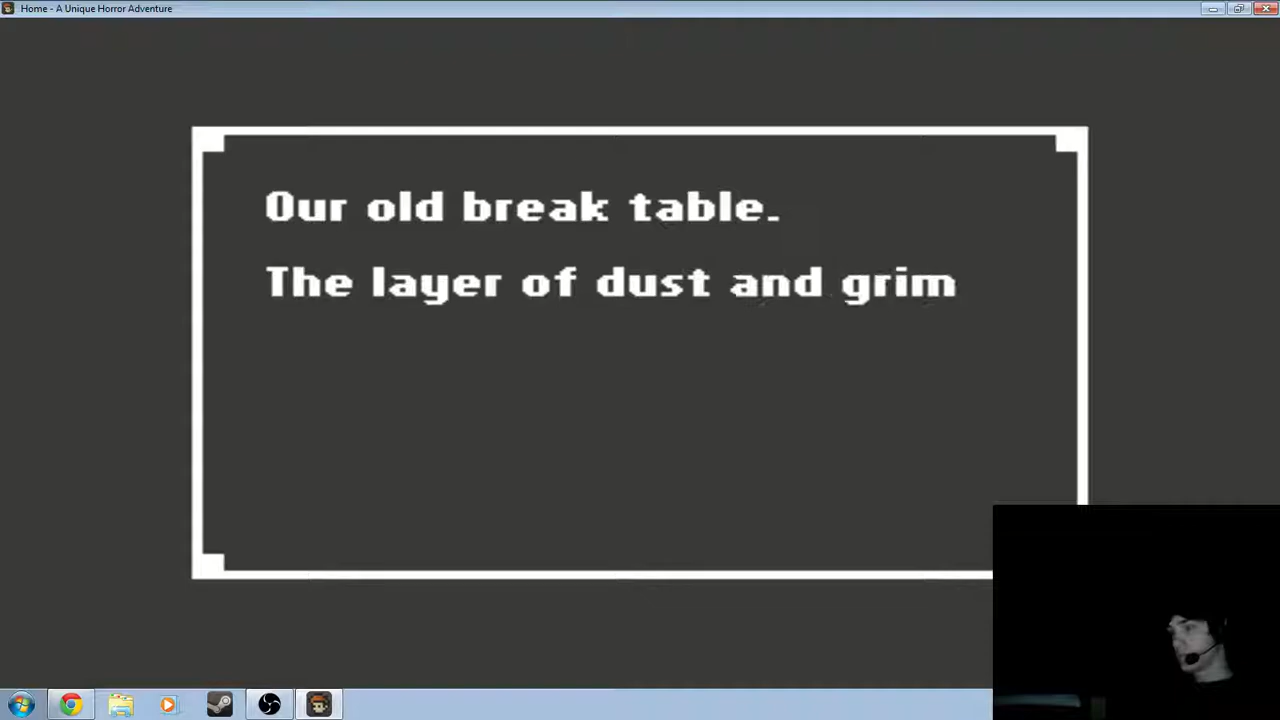 Home - A Unique Horror Adventure
Our old break table.
The layer of dust and grim